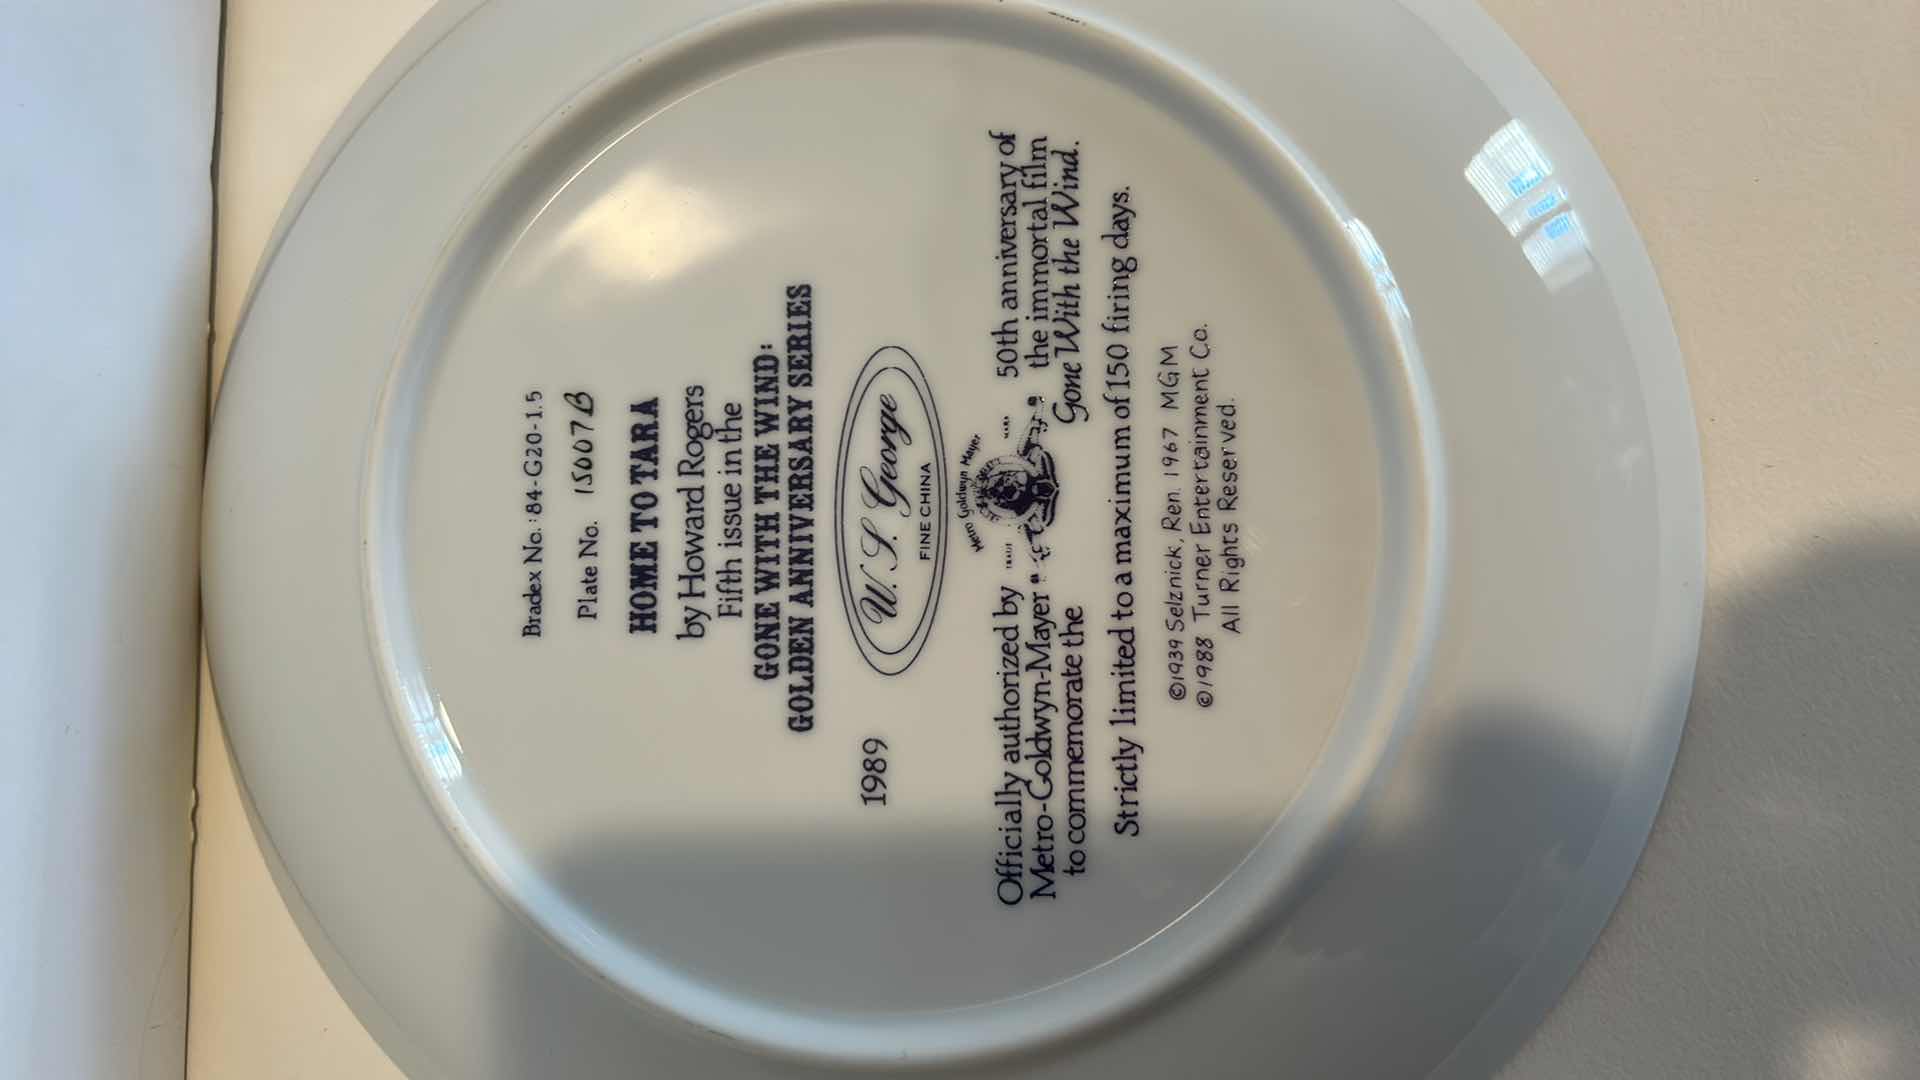 Bradex No.: 84-G20-1.5
Plate No. 15007B
HOME TO TARA
by Howard Rogers
Fifth issue in the
GONE WITH THE WIND:
GOLDEN ANNIVERSARY SERIES
1989
W. S. George
FINE CHINA
Officially authorized by
Metro-Goldwyn-Mayer
to commemorate the
Metro Goldwyn Mayer
TRADE MARK
50th anniversary of
the immortal film
Gone With the Wind.
Strictly limited to a maximum of 150 firing days.
©1939 Selznick, Ren. 1967 MGM
©1988 Turner Entertainment Co.
All Rights Reserved.